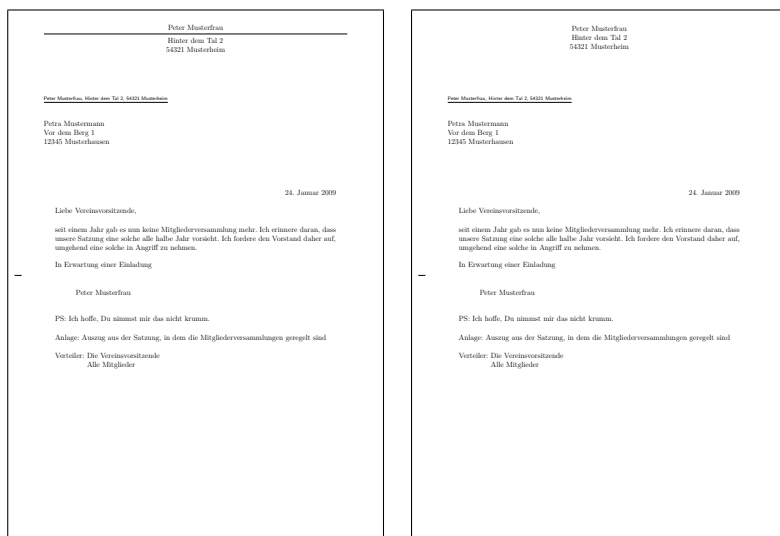 Peter Musterfrau
Hinter dem Tal 2
54321 Musterheim
Peter Musterfrau, Hinter dem Tal 2, 54321 Musterheim
Petra Mustermann
Vor dem Berg 1
12345 Musterhausen
24. Januar 2009
Liebe Vereinsvorsitzende,
seit einem Jahr gab es nun keine Mitgliederversammlung mehr. Ich erinnere daran, dass
unsere Satzung eine solche alle halbe Jahr vorsieht. Ich fordere den Vorstand daher auf,
umgehend eine solche in Angriff zu nehmen.
In Erwartung einer Einladung
Peter Musterfrau
PS: Ich hoffe, Du nimmst mir das nicht krumm.
Anlage: Auszug aus der Satzung, in dem die Mitgliederversammlungen geregelt sind
Verteiler: Die Vereinsvorsitzende
Alle Mitglieder
Peter Musterfrau
Hinter dem Tal 2
54321 Musterheim
Peter Musterfrau, Hinter dem Tal 2, 54321 Musterheim
Petra Mustermann
Vor dem Berg 1
12345 Musterhausen
24. Januar 2009
Liebe Vereinsvorsitzende,
seit einem Jahr gab es nun keine Mitgliederversammlung mehr. Ich erinnere daran, dass
unsere Satzung eine solche alle halbe Jahr vorsieht. Ich fordere den Vorstand daher auf,
umgehend eine solche in Angriff zu nehmen.
In Erwartung einer Einladung
Peter Musterfrau
PS: Ich hoffe, Du nimmst mir das nicht krumm.
Anlage: Auszug aus der Satzung, in dem die Mitgliederversammlungen geregelt sind
Verteiler: Die Vereinsvorsitzende
Alle Mitglieder